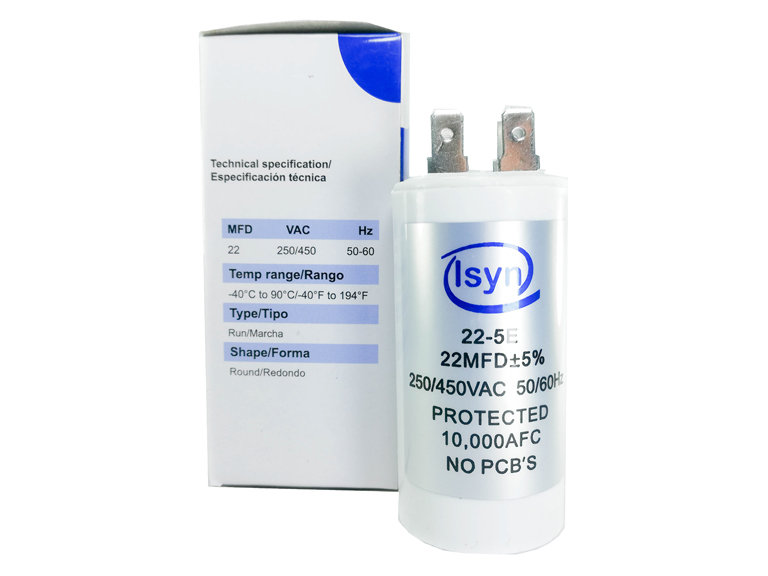 Technical specification/
Especificación técnica
MFD VAC Hz
22 250/450 50-60
Temp range/Rango
-40°C to 90°C/-40°F to 194°F
Type/Tipo
Run/Marcha
Shape/Forma
Round/Redondo
Isyn
22-5E
22MFD±5%
250/450VAC 50/60Hz
PROTECTED
10,000AFC
NO PCB'S